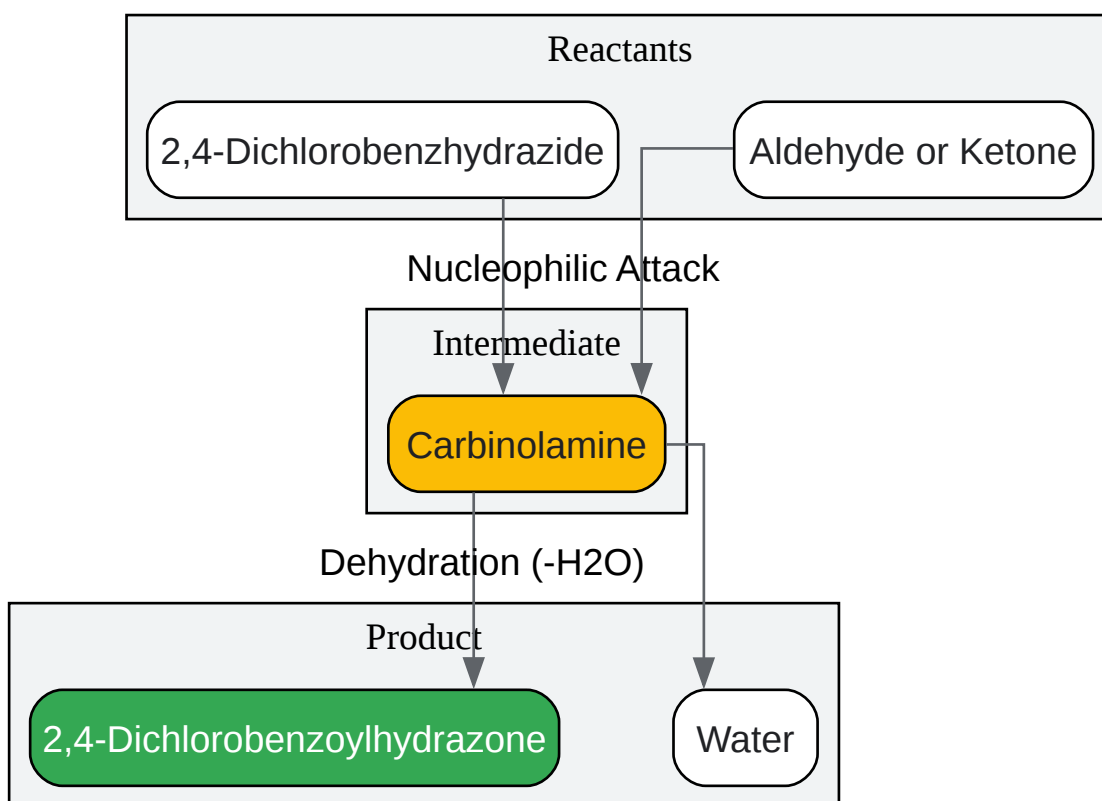 Reactants
2,4-Dichlorobenzhydrazide
Aldehyde or Ketone
Nucleophilic Attack
Intermediate
Carbinolamine
Dehydration (-H2O)
Product
2,4-Dichlorobenzoylhydrazone
Water